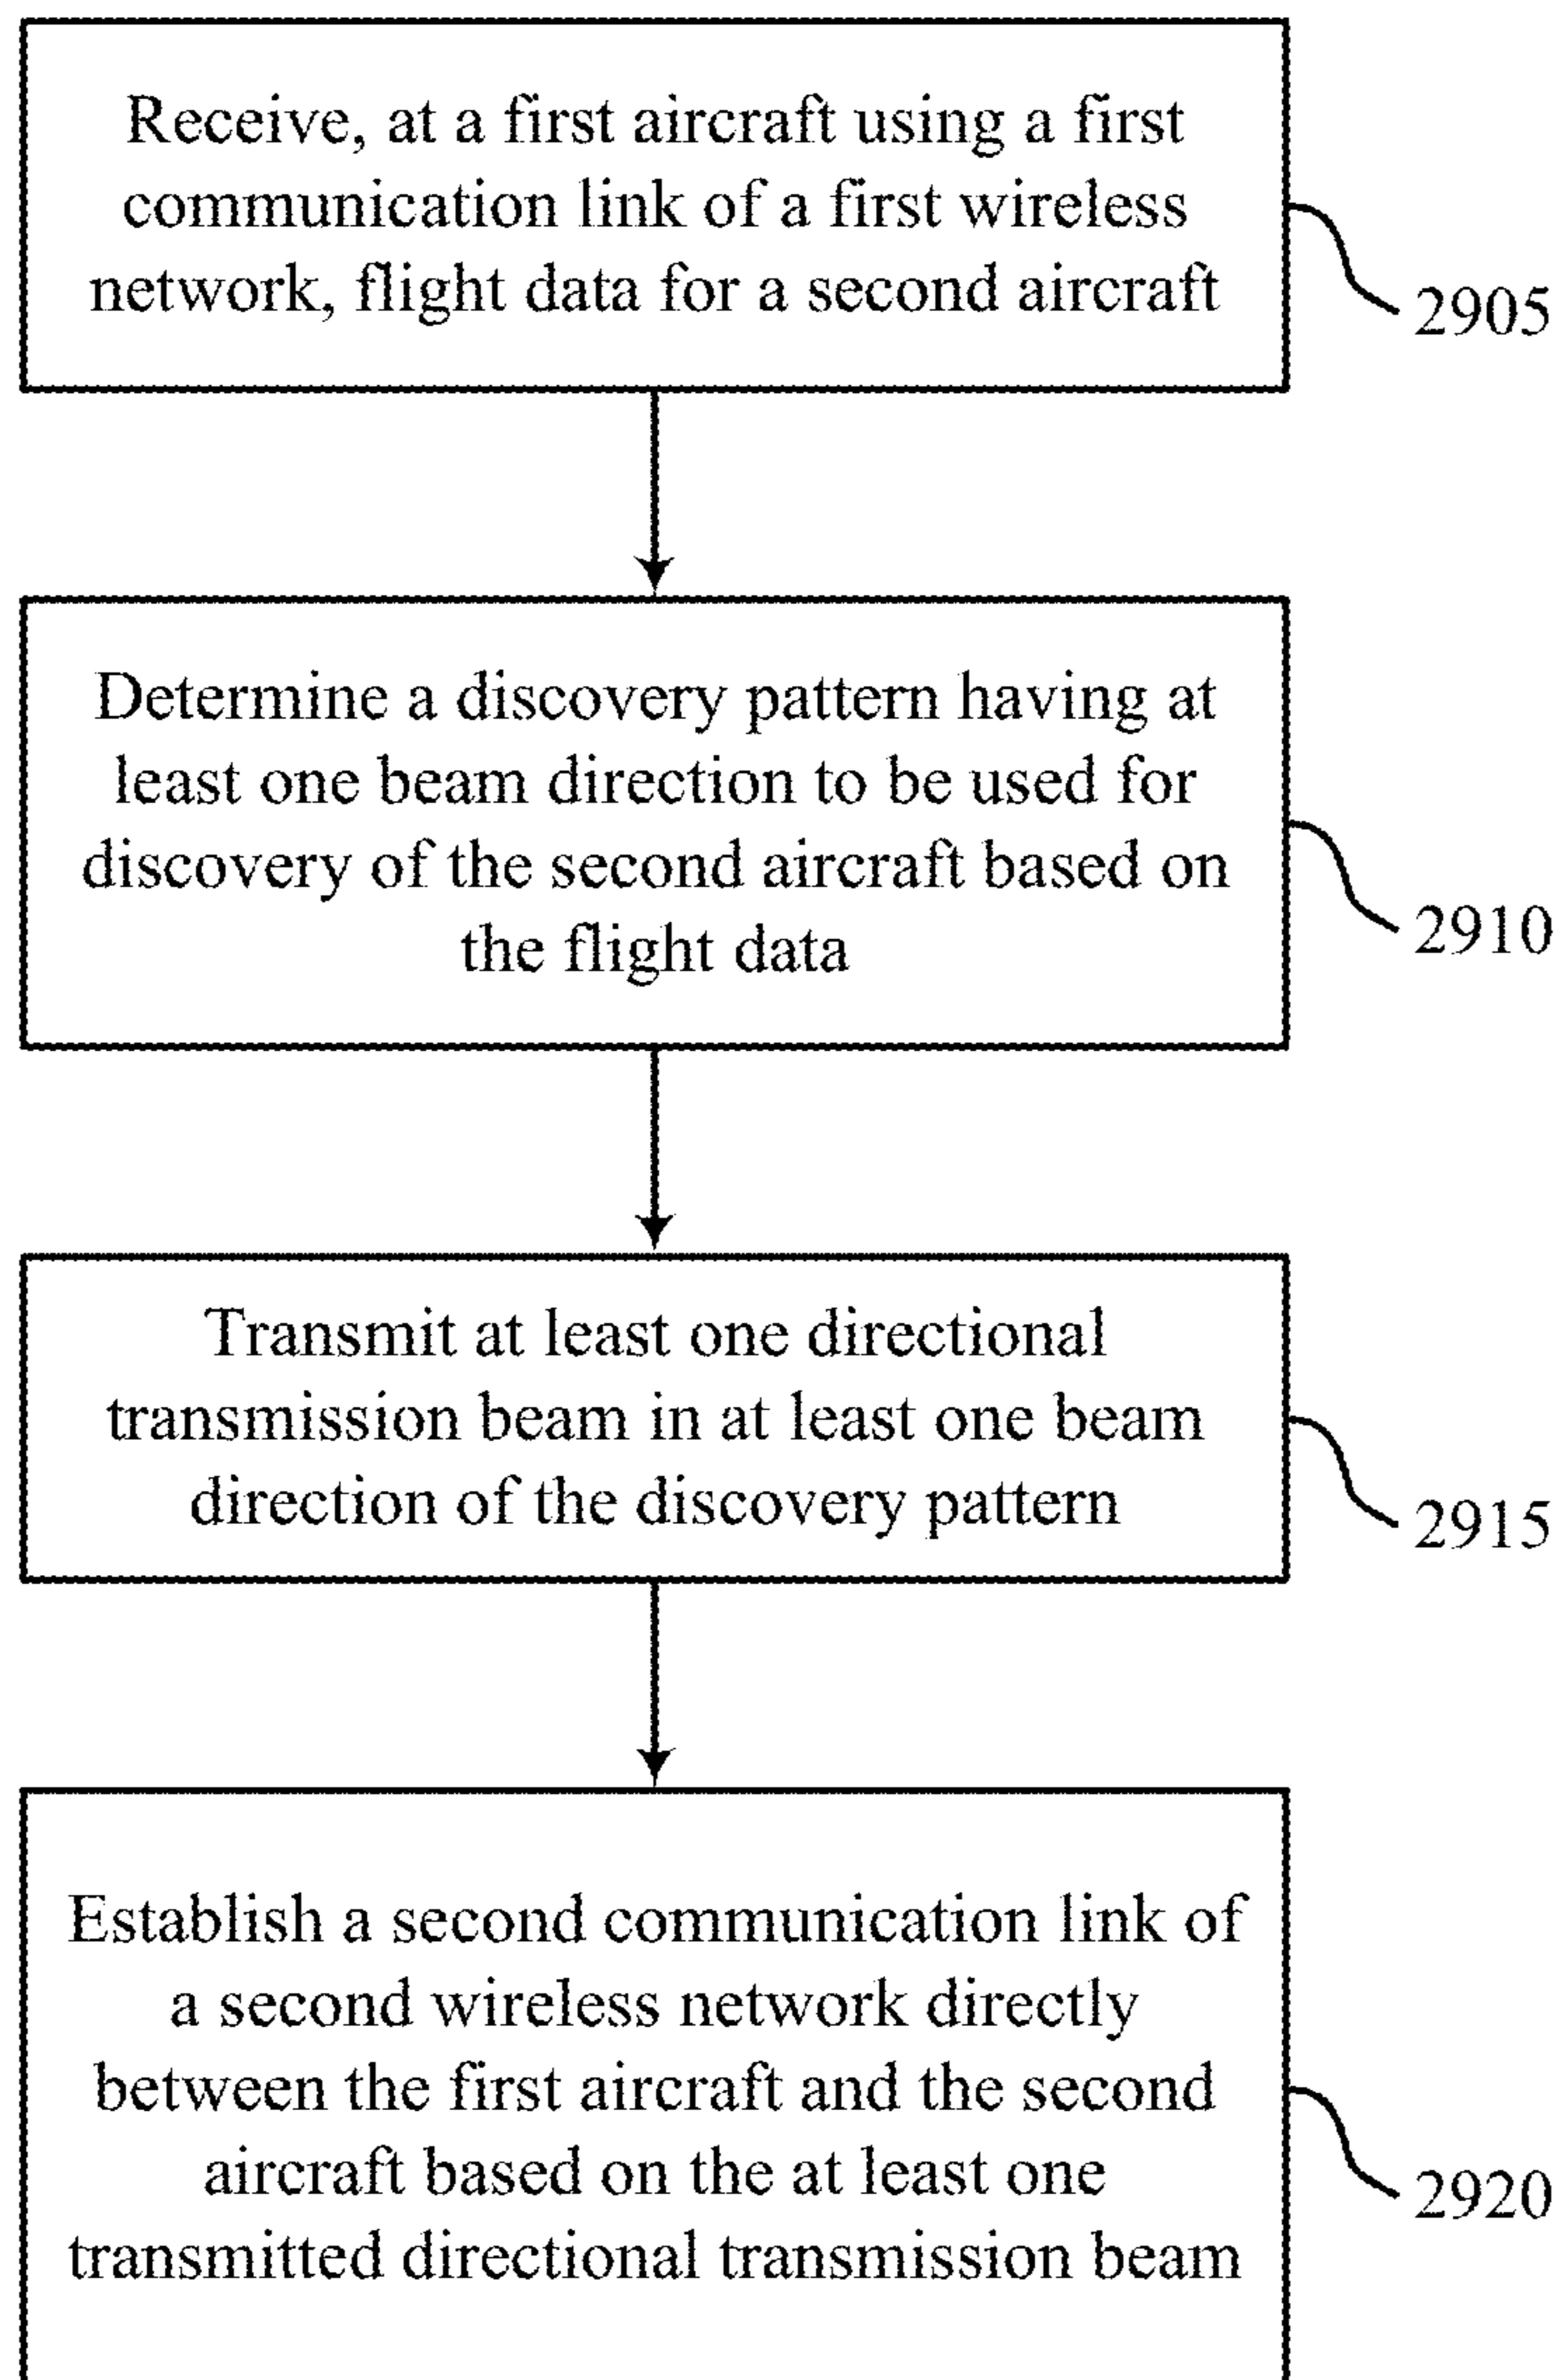 Receive, at a first aircraft using a first
communication link of a first wireless
network, flight data for a second aircraft
2905
Determine a discovery pattern having at
least one beam direction to be used for
discovery of the second aircraft based on
the flight data
2910
Transmit at least one directional
transmission beam in at least one beam
direction of the discovery pattern
2915
Establish a second communication link of
a second wireless network directly
between the first aircraft and the second
aircraft based on the at least one
transmitted directional transmission beam
2920